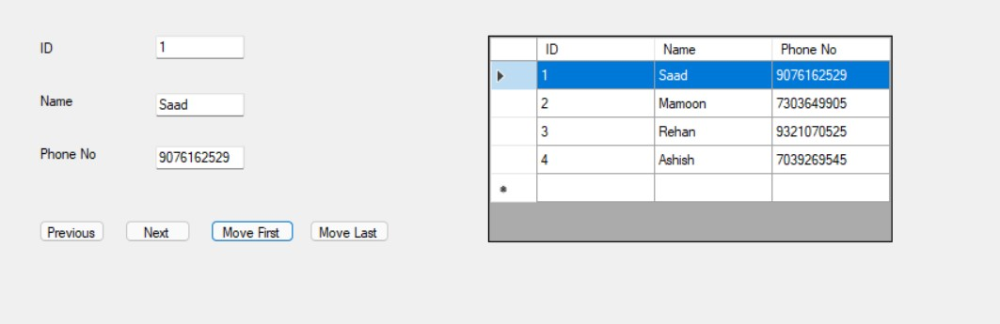 ID 1
Name Saad
Phone No 9076162529
Previous Next Move First Move Last
ID Name Phone No
1 Saad 9076162529
2 Mamoon 7303649905
3 Rehan 9321070525
4 Ashish 7039269545
*